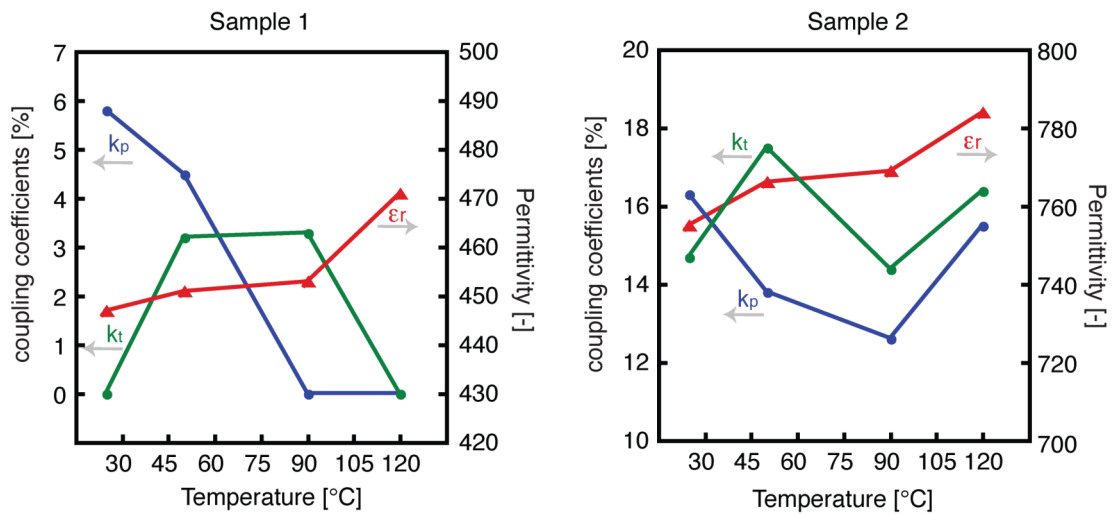 Sample 1
7
6
5
4
3
2
1
0
coupling coefficients [%]
500
490
480
470
460
450
440
430
420
Permittivity [-]
kp
kt
εr
30 45 60 75 90 105 120
Temperature [°C]
Sample 2
20
18
16
14
12
10
coupling coefficients [%]
800
780
760
740
720
700
Permittivity [-]
kt
εr
kp
30 45 60 75 90 105 120
Temperature [°C]